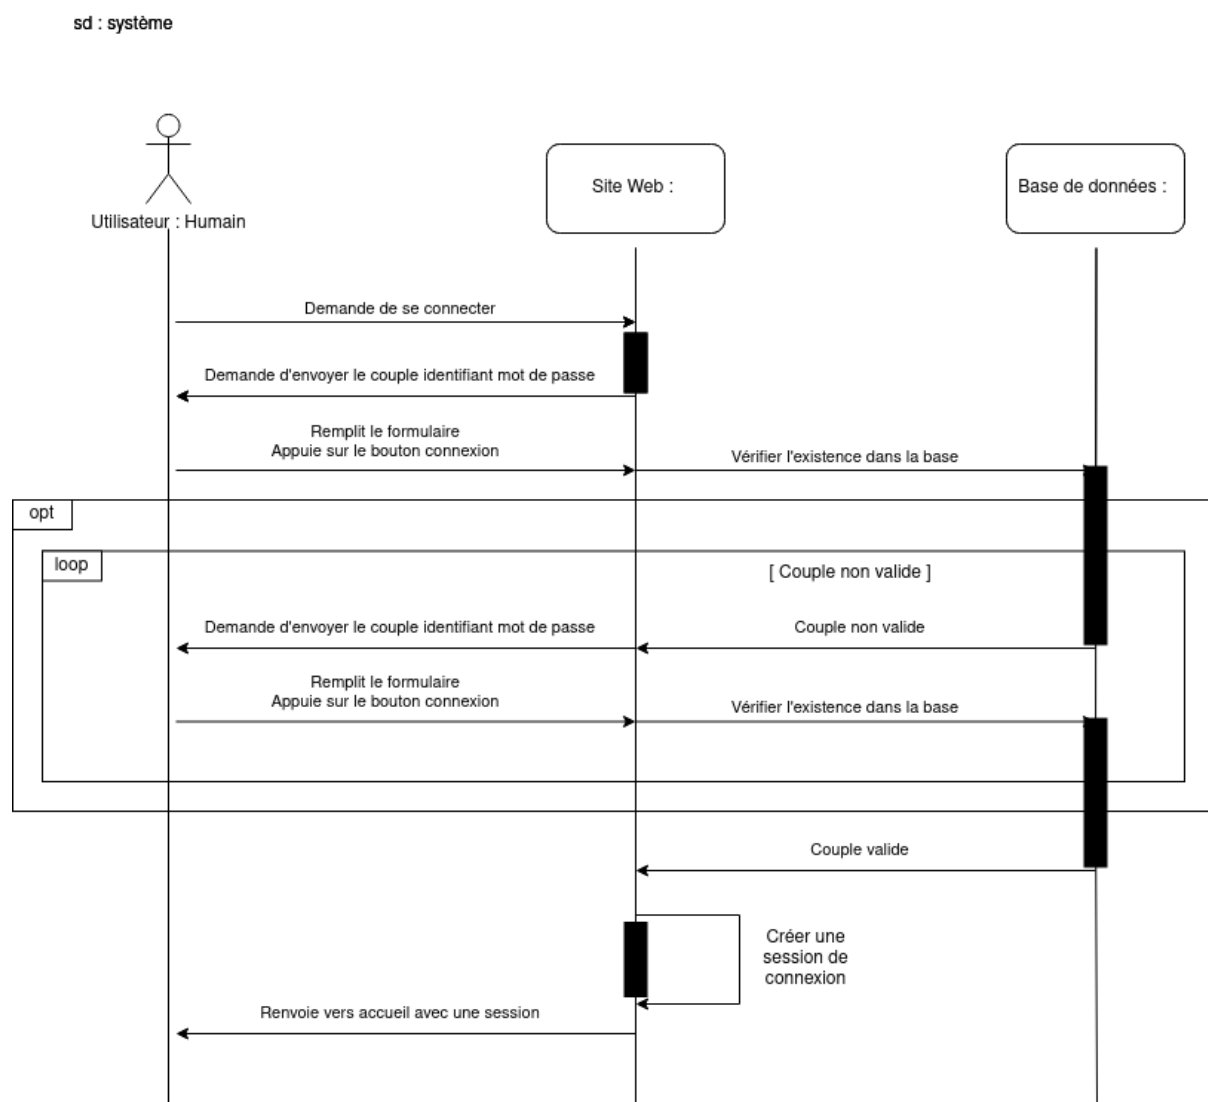 sd : système
Utilisateur : Humain
Site Web :
Base de données :
Demande de se connecter
Demande d'envoyer le couple identifiant mot de passe
Remplit le formulaire
Appuie sur le bouton connexion
Vérifier l'existence dans la base
opt
loop
[ Couple non valide ]
Demande d'envoyer le couple identifiant mot de passe
Couple non valide
Remplit le formulaire
Appuie sur le bouton connexion
Vérifier l'existence dans la base
Couple valide
Créer une
session de
connexion
Renvoie vers accueil avec une session